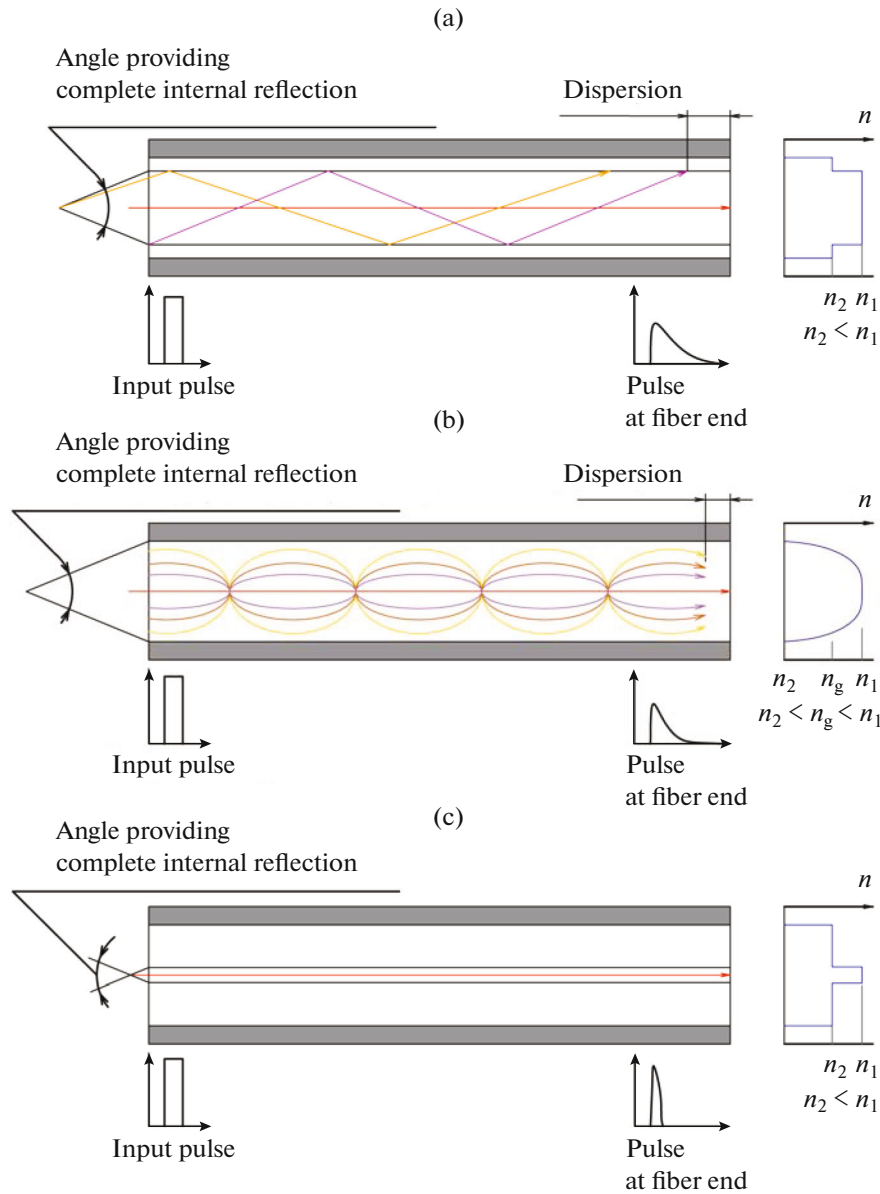 (a)
Angle providing
complete internal reflection
Dispersion
n
n₂ n₁
n₂ < n₁
Input pulse
Pulse
at fiber end
(b)
Angle providing
complete internal reflection
Dispersion
n
n₂ n_g n₁
n₂ < n_g < n₁
Input pulse
Pulse
at fiber end
(c)
Angle providing
complete internal reflection
n
n₂ n₁
n₂ < n₁
Input pulse
Pulse
at fiber end